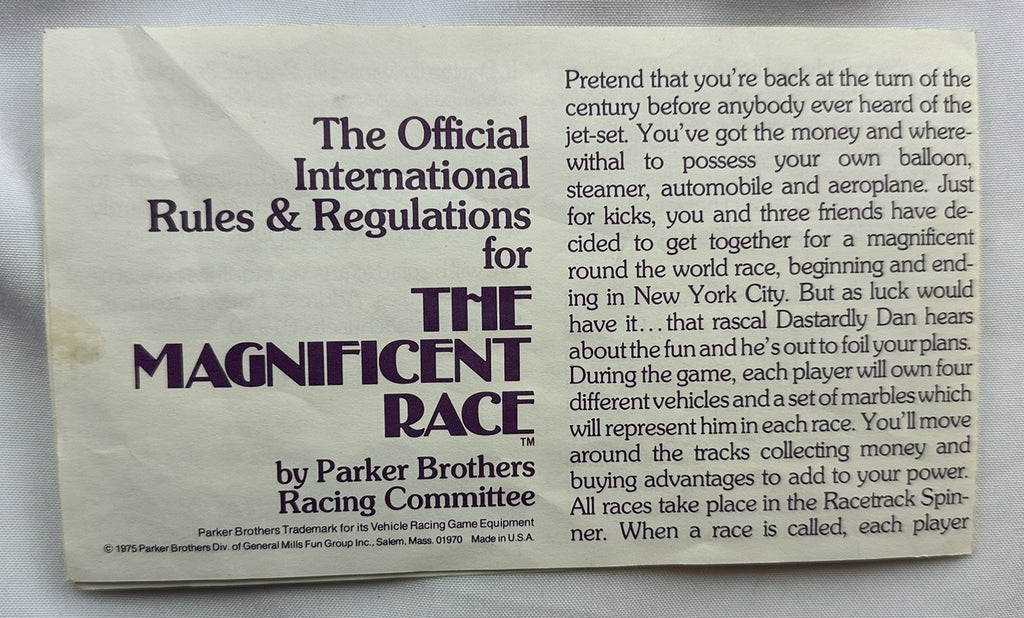 The Official
International
Rules & Regulations
for
THE
MAGNIFICENT
RACE
TM
by Parker Brothers
Racing Committee
Parker Brothers Trademark for its Vehicle Racing Game Equipment
© 1975 Parker Brothers Div. of General Mills Fun Group Inc., Salem, Mass. 01970 Made in U.S.A.
Pretend that you're back at the turn of the
century before anybody ever heard of the
jet-set. You've got the money and where-
withal to possess your own balloon,
steamer, automobile and aeroplane. Just
for kicks, you and three friends have de-
cided to get together for a magnificent
round the world race, beginning and end-
ing in New York City. But as luck would
have it...that rascal Dastardly Dan hears
about the fun and he's out to foil your plans.
During the game, each player will own four
different vehicles and a set of marbles which
will represent him in each race. You'll move
around the tracks collecting money and
buying advantages to add to your power.
All races take place in the Racetrack Spin-
ner. When a race is called, each player